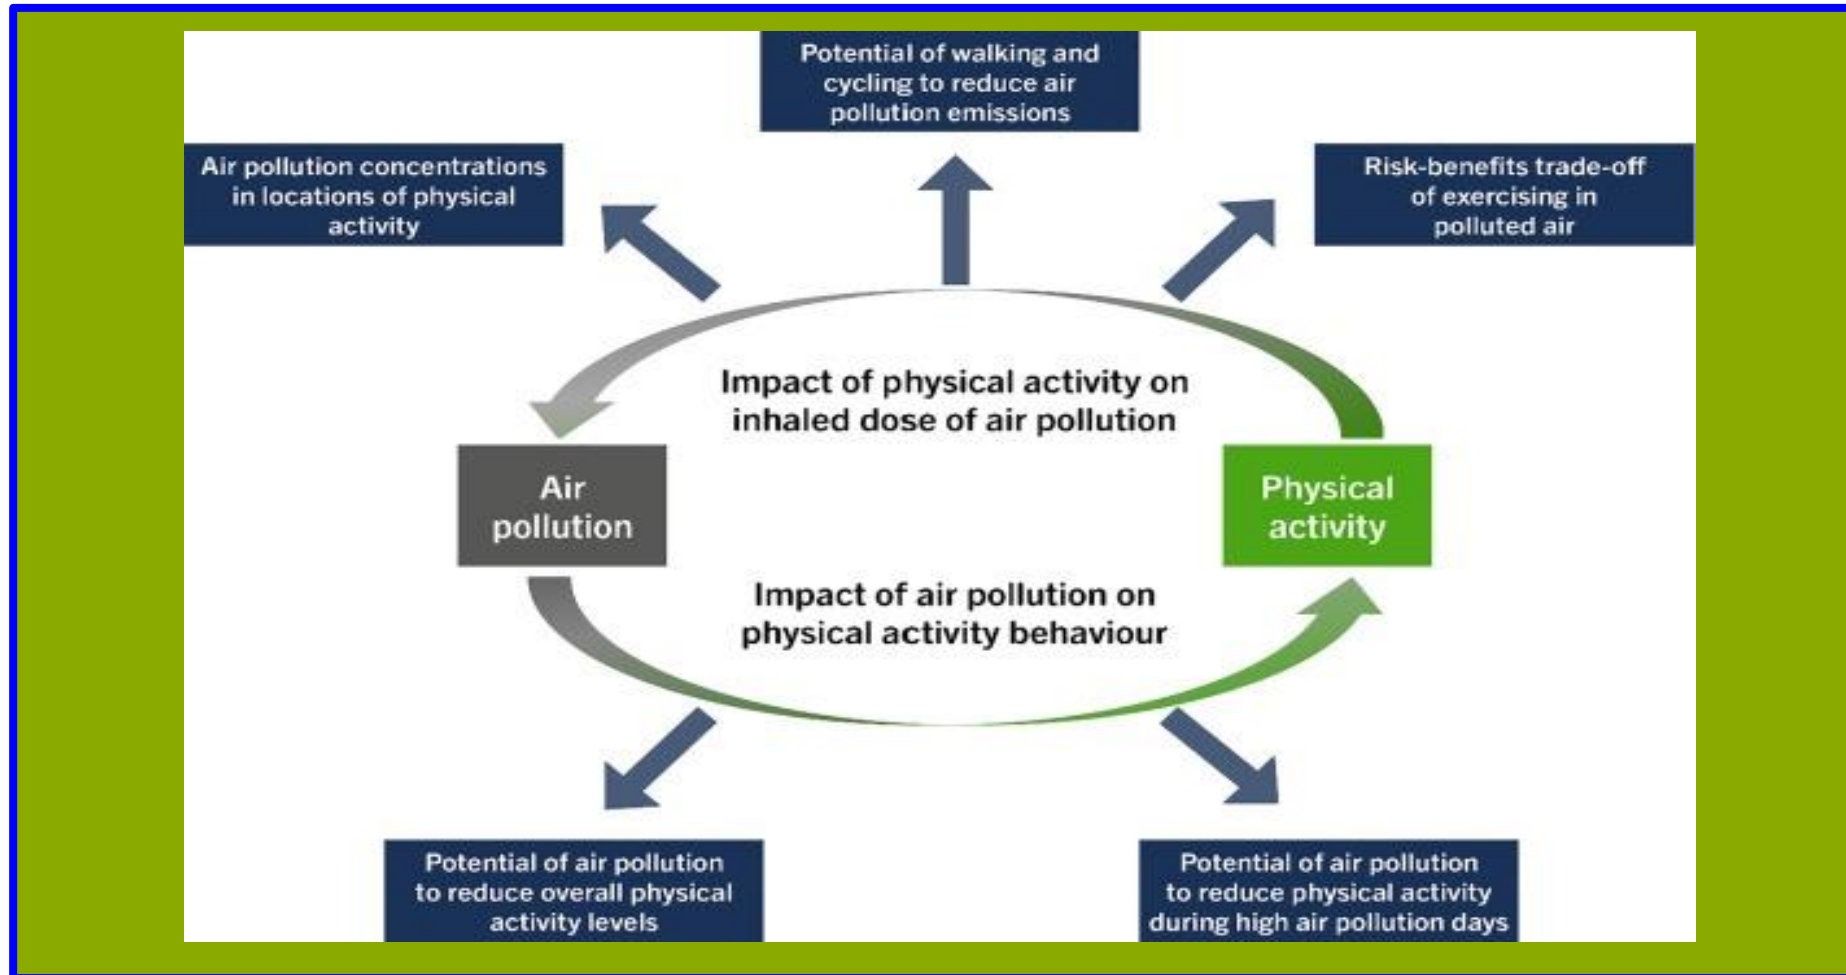 Potential of walking and
cycling to reduce air
pollution emissions
Air pollution concentrations
in locations of physical
activity
Risk-benefits trade-off
of exercising in
polluted air
Impact of physical activity on
inhaled dose of air pollution
Air
pollution
Physical
activity
Impact of air pollution on
physical activity behaviour
Potential of air pollution
to reduce overall physical
activity levels
Potential of air pollution
to reduce physical activity
during high air pollution days